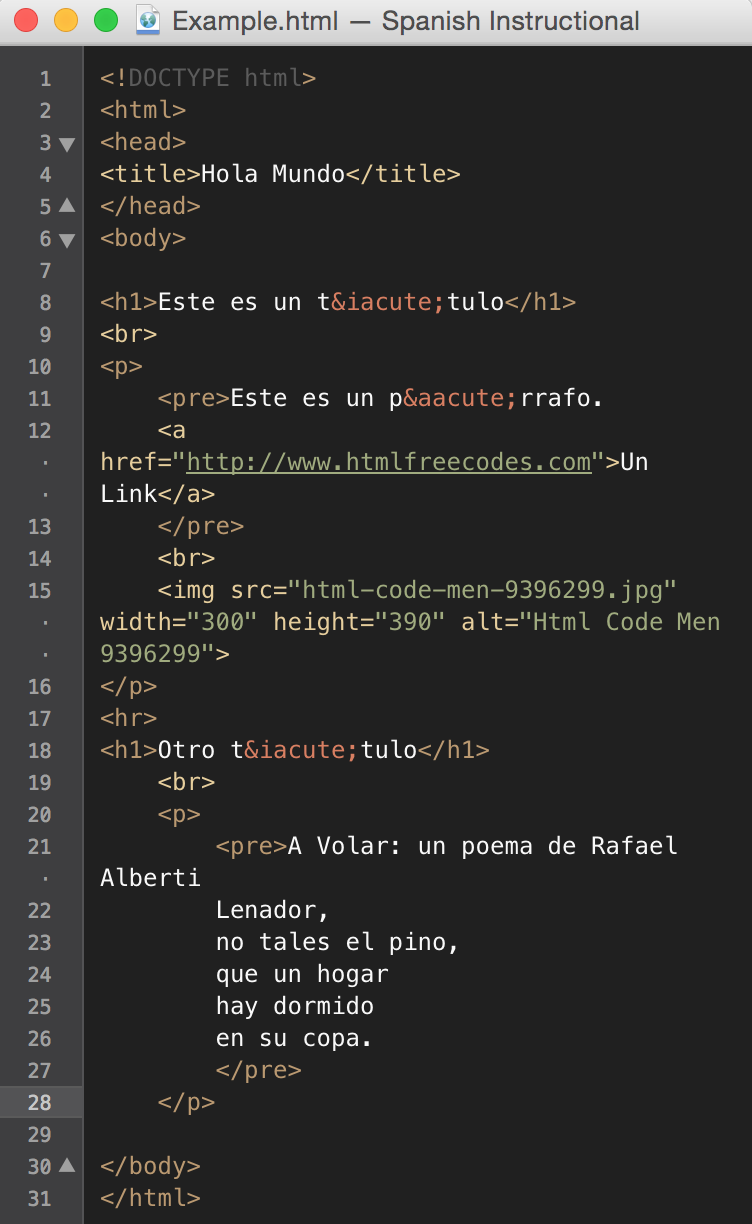 Example.html — Spanish Instructional
1 <!DOCTYPE html>
2 <html>
3 <head>
4 <title>Hola Mundo</title>
5 </head>
6 <body>
7
8 <h1>Este es un t&iacute;tulo</h1>
9 <br>
10 <p>
11     <pre>Este es un p&aacute;rrafo.
12     <a
· href="http://www.htmlfreecodes.com">Un
· Link</a>
13     </pre>
14     <br>
15     <img src="html-code-men-9396299.jpg"
· width="300" height="390" alt="Html Code Men
· 9396299">
16 </p>
17 <hr>
18 <h1>Otro t&iacute;tulo</h1>
19     <br>
20     <p>
21         <pre>A Volar: un poema de Rafael
· Alberti
22         Lenador,
23         no tales el pino,
24         que un hogar
25         hay dormido
26         en su copa.
27         </pre>
28     </p>
29
30 </body>
31 </html>